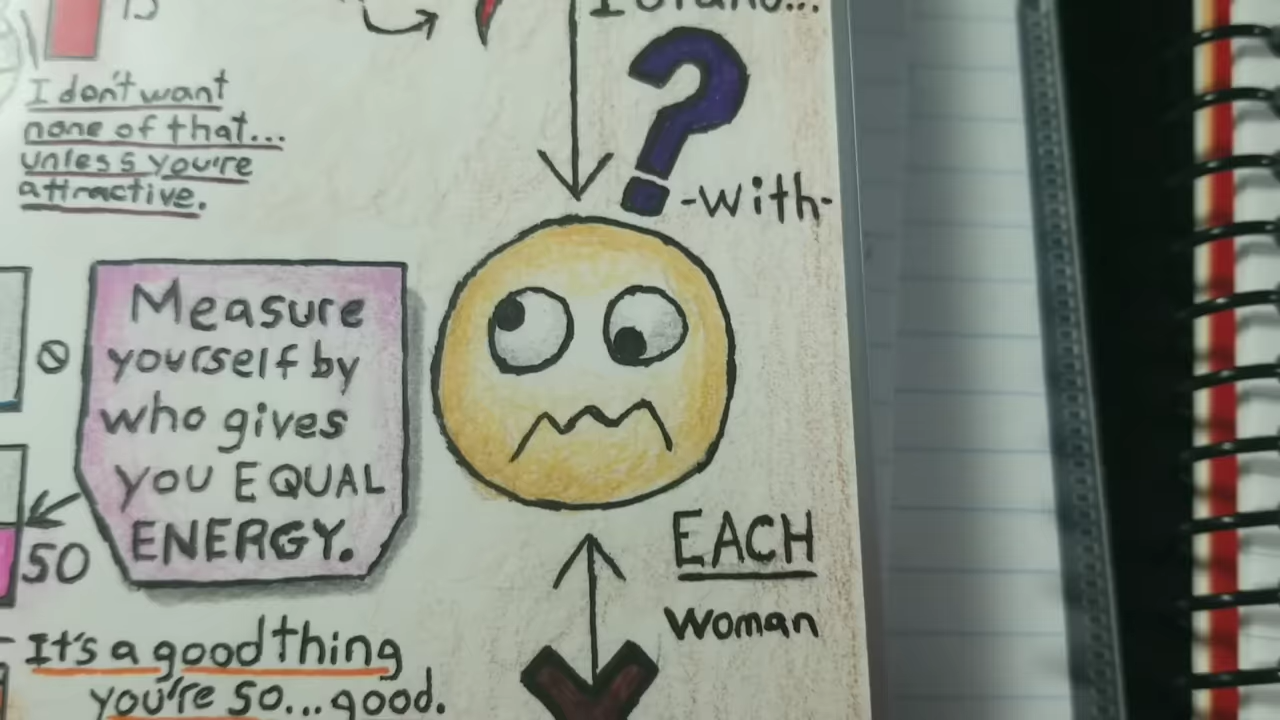 I don't want
none of that...
unless you're
attractive.
?
-with-
Measure
yourself by
who gives
you EQUAL
ENERGY.
50
EACH
woman
It's a good thing
you're so...good.